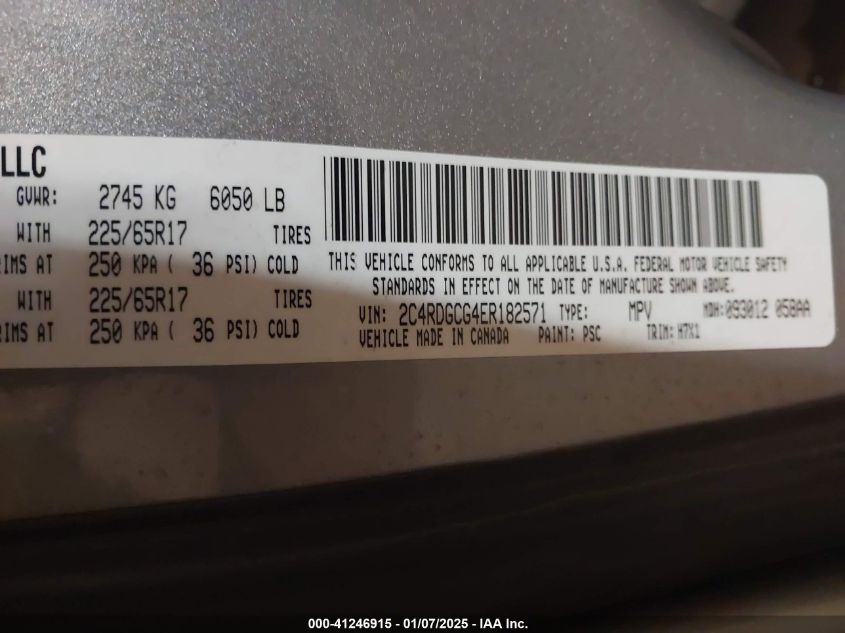 LLC
GVWR: 2745 KG 6050 LB
WITH 225/65R17 TIRES
RIMS AT 250 KPA ( 36 PSI) COLD
WITH 225/65R17 TIRES
RIMS AT 250 KPA ( 36 PSI) COLD
THIS VEHICLE CONFORMS TO ALL APPLICABLE U.S.A. FEDERAL MOTOR VEHICLE SAFETY
STANDARDS IN EFFECT ON THE DATE OF MANUFACTURE SHOWN ABOVE.
VIN: 2C4RDGCG4ER182571 TYPE: MPV MDH:093012 058AA
VEHICLE MADE IN CANADA PAINT: PSC TRIM: H7X1
000-41246915 - 01/07/2025 - IAA Inc.